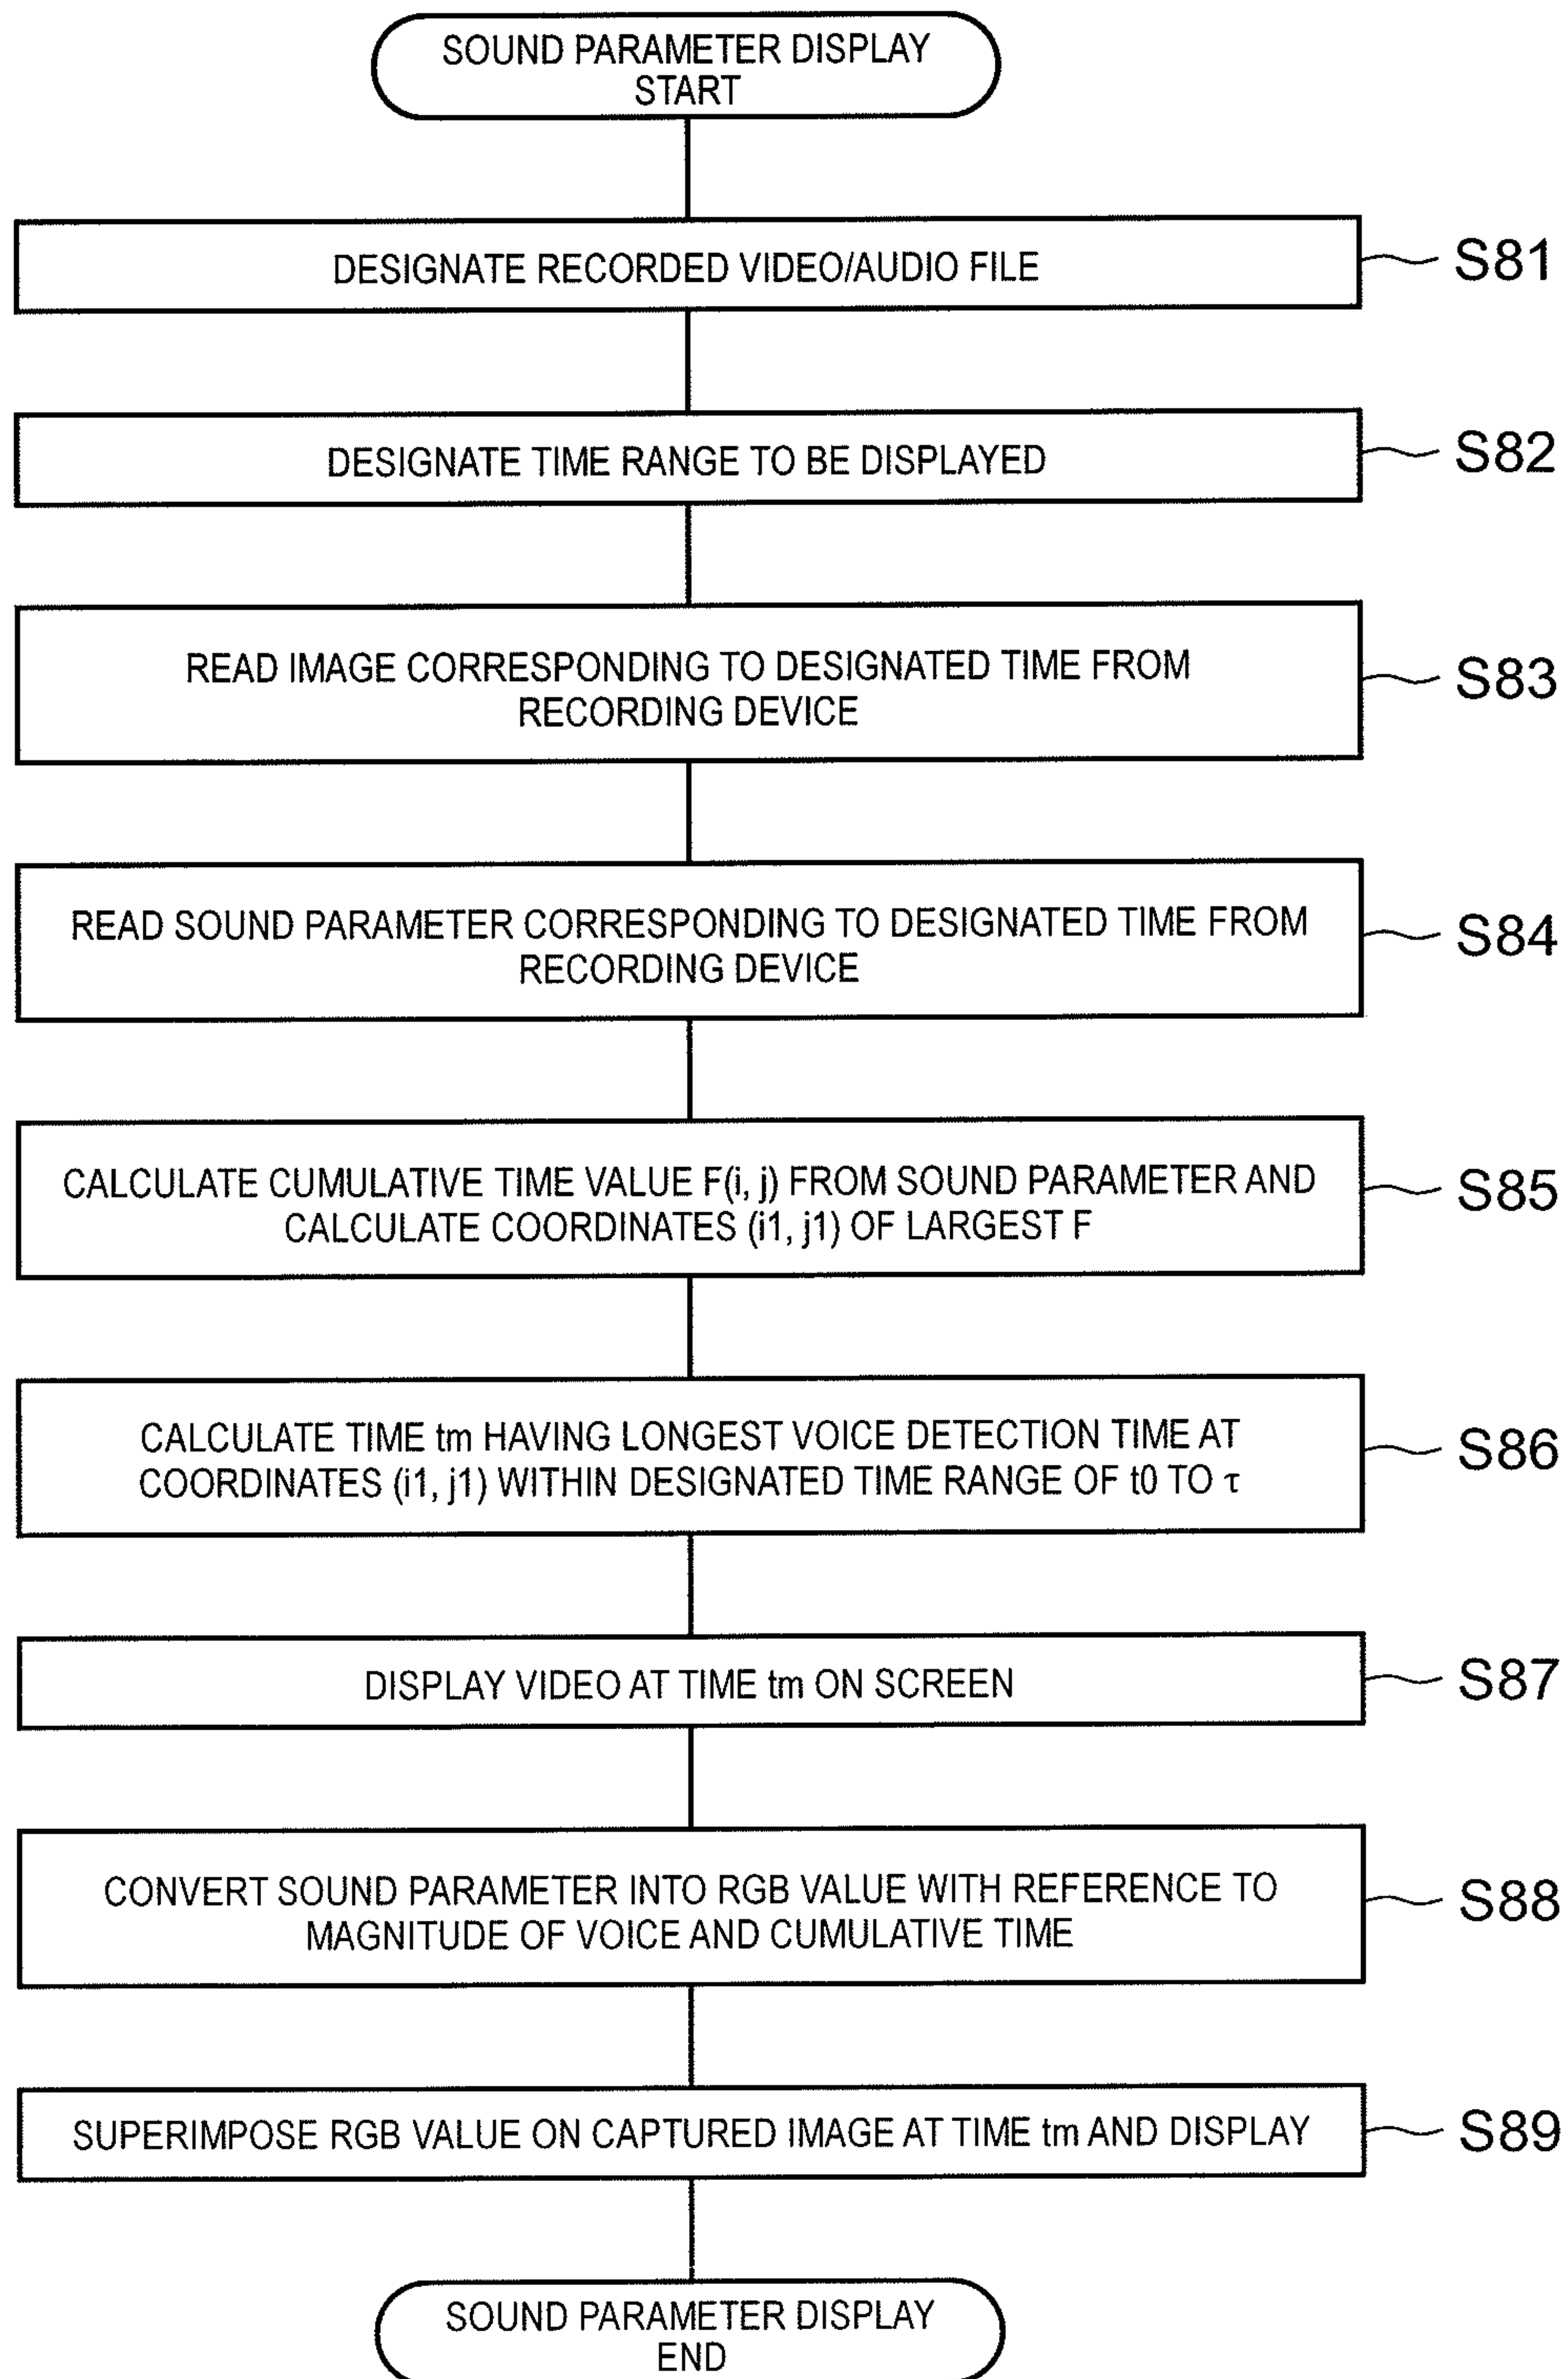 SOUND PARAMETER DISPLAY
START
DESIGNATE RECORDED VIDEO/AUDIO FILE
S81
DESIGNATE TIME RANGE TO BE DISPLAYED
S82
READ IMAGE CORRESPONDING TO DESIGNATED TIME FROM
RECORDING DEVICE
S83
READ SOUND PARAMETER CORRESPONDING TO DESIGNATED TIME FROM
RECORDING DEVICE
S84
CALCULATE CUMULATIVE TIME VALUE F(i, j) FROM SOUND PARAMETER AND
CALCULATE COORDINATES (i1, j1) OF LARGEST F
S85
CALCULATE TIME tm HAVING LONGEST VOICE DETECTION TIME AT
COORDINATES (i1, j1) WITHIN DESIGNATED TIME RANGE OF t0 TO τ
S86
DISPLAY VIDEO AT TIME tm ON SCREEN
S87
CONVERT SOUND PARAMETER INTO RGB VALUE WITH REFERENCE TO
MAGNITUDE OF VOICE AND CUMULATIVE TIME
S88
SUPERIMPOSE RGB VALUE ON CAPTURED IMAGE AT TIME tm AND DISPLAY
S89
SOUND PARAMETER DISPLAY
END